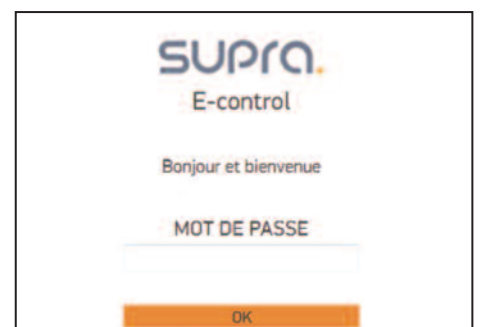 supra.
E-control
Bonjour et bienvenue
MOT DE PASSE
OK